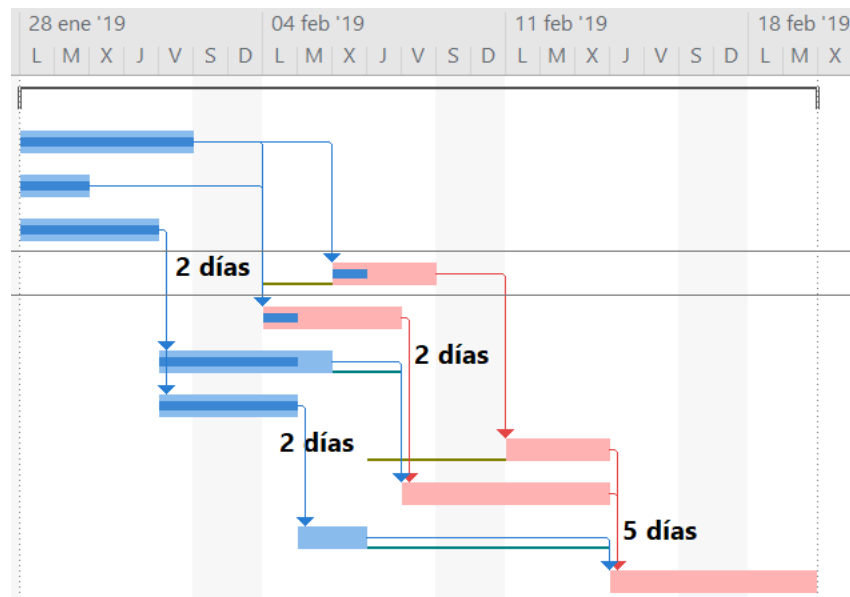 28 ene '19 04 feb '19 11 feb '19 18 feb '19
L M X J V S D L M X J V S D L M X J V S D L M X
2 días
2 días
2 días
5 días